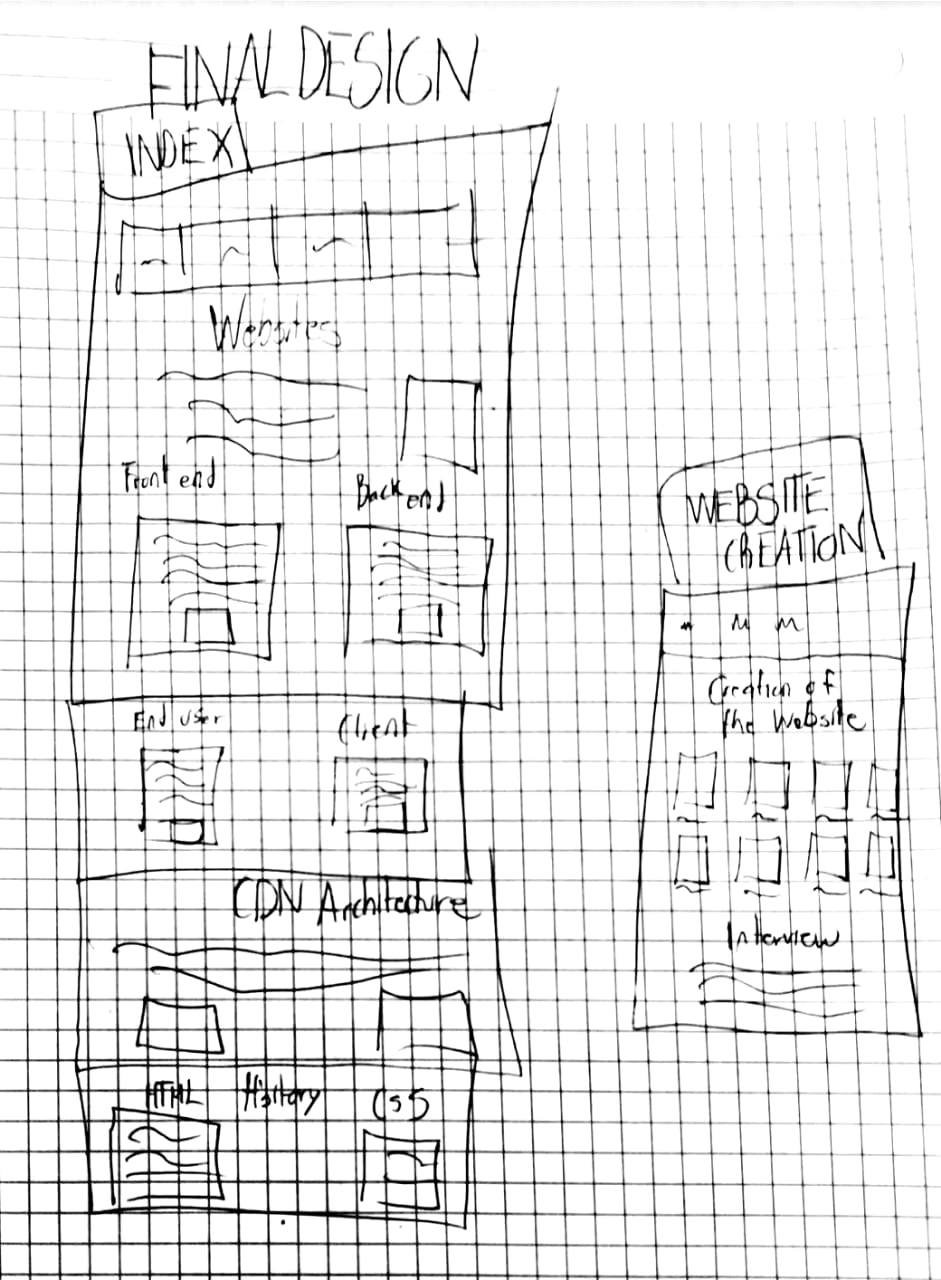 FINAL DESIGN
INDEX
Websites
Front end
Back end
End user
Client
CDN Architecture
HTML
History
CSS
WEBSITE
CREATION
Creation of
the Website
Interview